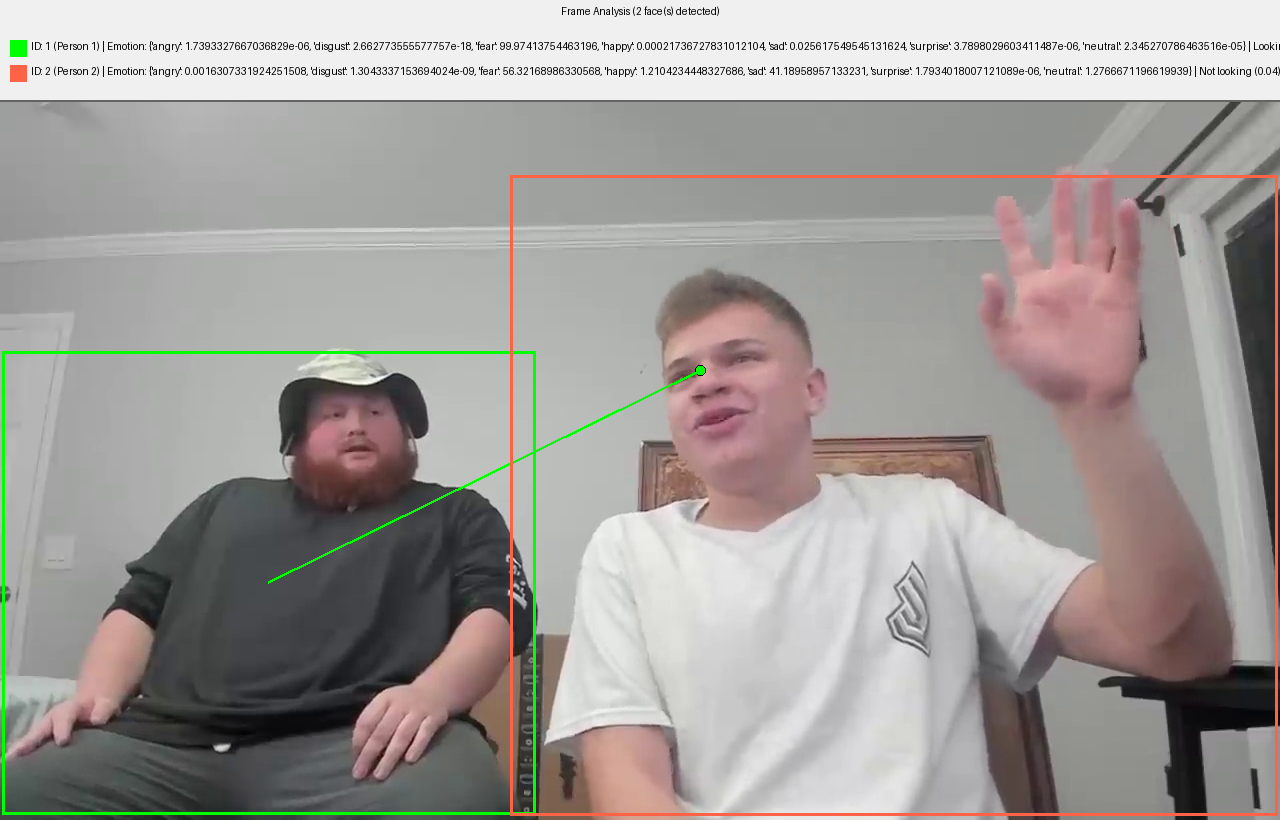 Frame Analysis (2 face(s) detected)
ID: 1 (Person 1) | Emotion: {'angry': 1.7393327667036829e-06, 'disgust': 2.662773555577757e-18, 'fear': 99.97413754463196, 'happy': 0.00021736727831012104, 'sad': 0.025617549545131624, 'surprise': 3.7898029603411487e-06, 'neutral': 2.345270786463516e-05} | Looki
ID: 2 (Person 2) | Emotion: {'angry': 0.0016307331924251508, 'disgust': 1.3043337153694024e-09, 'fear': 56.32168986330568, 'happy': 1.2104234448327686, 'sad': 41.18958957133231, 'surprise': 1.7934018007121089e-06, 'neutral': 1.2766671196619939} | Not looking (0.04)